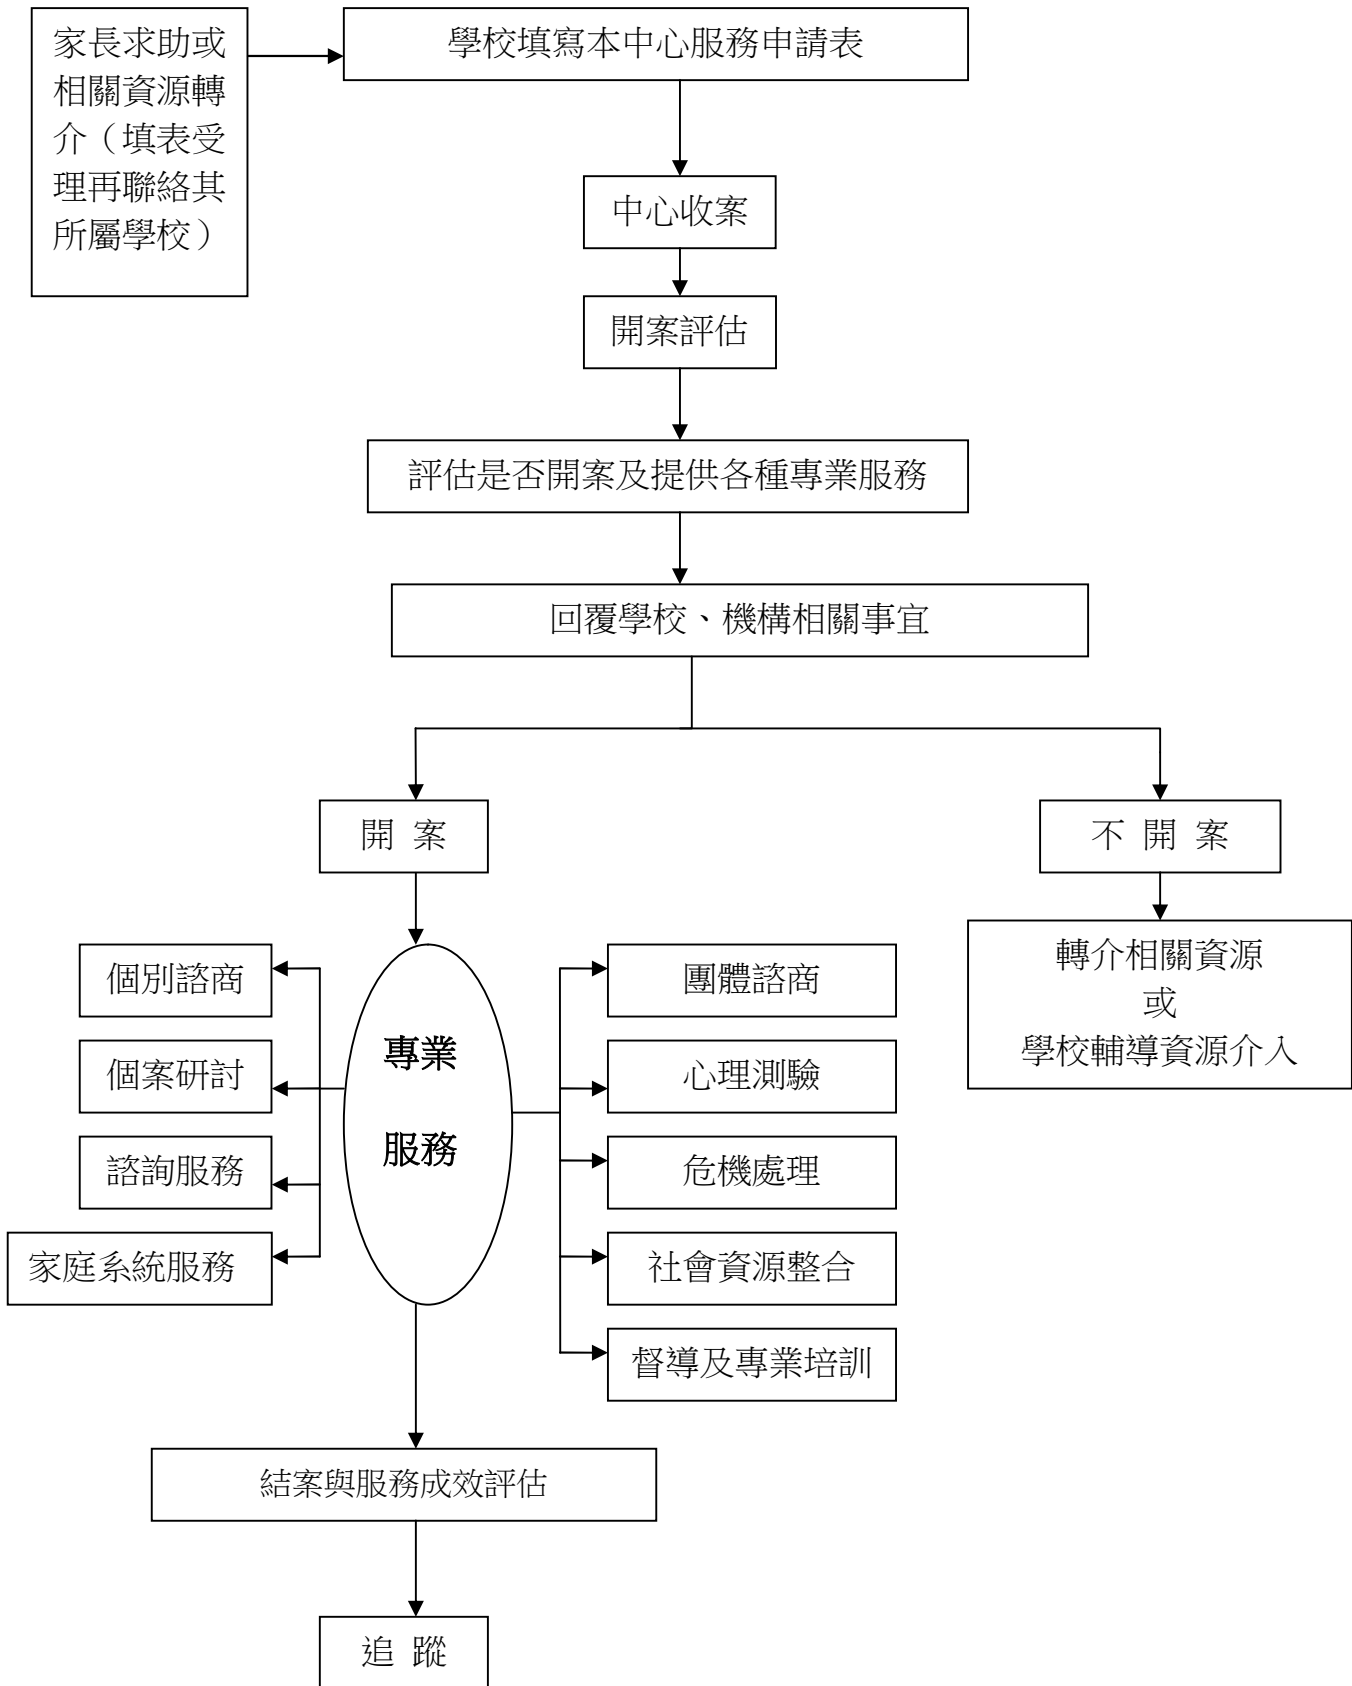 家長求助或
相關資源轉
介（填表受
理再聯絡其
所屬學校）
學校填寫本中心服務申請表
中心收案
開案評估
評估是否開案及提供各種專業服務
回覆學校、機構相關事宜
開 案
不 開 案
轉介相關資源
或
學校輔導資源介入
專業
服務
個別諮商
個案研討
諮詢服務
家庭系統服務
團體諮商
心理測驗
危機處理
社會資源整合
督導及專業培訓
結案與服務成效評估
追 蹤